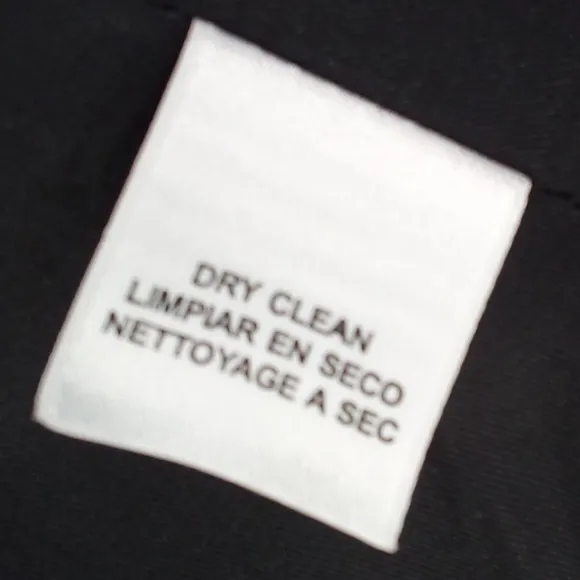 DRY CLEAN
LIMPIAR EN SECO
NETTOYAGE A SEC